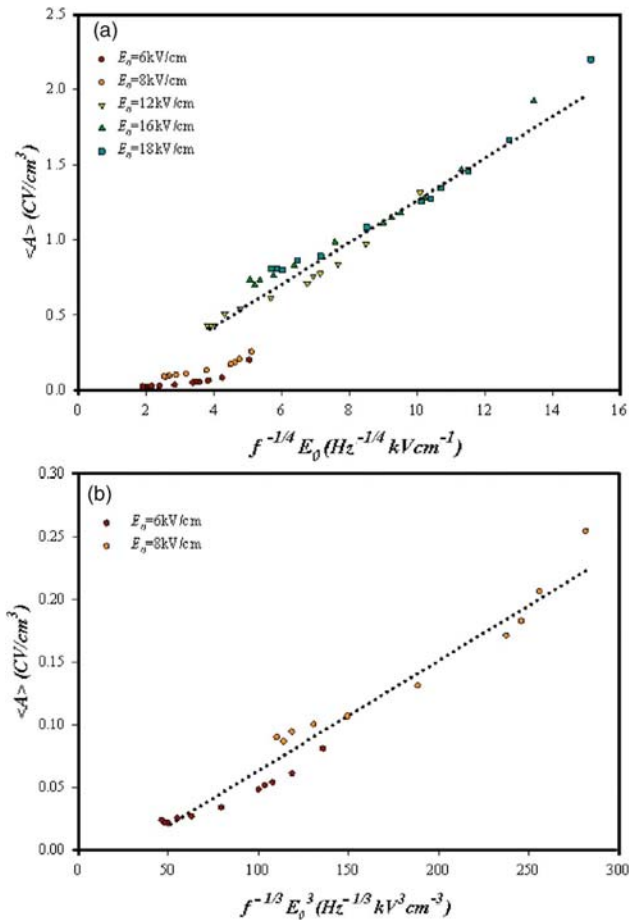 (a)
E₀=6kV/cm
E₀=8kV/cm
E₀=12kV/cm
E₀=16kV/cm
E₀=18kV/cm
<A> (CV/cm³)
2.5
2.0
1.5
1.0
0.5
0.0
0 2 4 6 8 10 12 14 16
f ⁻¹/⁴ E₀ (Hz ⁻¹/⁴ kVcm ⁻¹)
(b)
E₀=6kV/cm
E₀=8kV/cm
<A> (CV/cm³)
0.30
0.25
0.20
0.15
0.10
0.05
0.00
0 50 100 150 200 250 300
f ⁻¹/³ E₀³ (Hz ⁻¹/³ kV³ cm ⁻³)